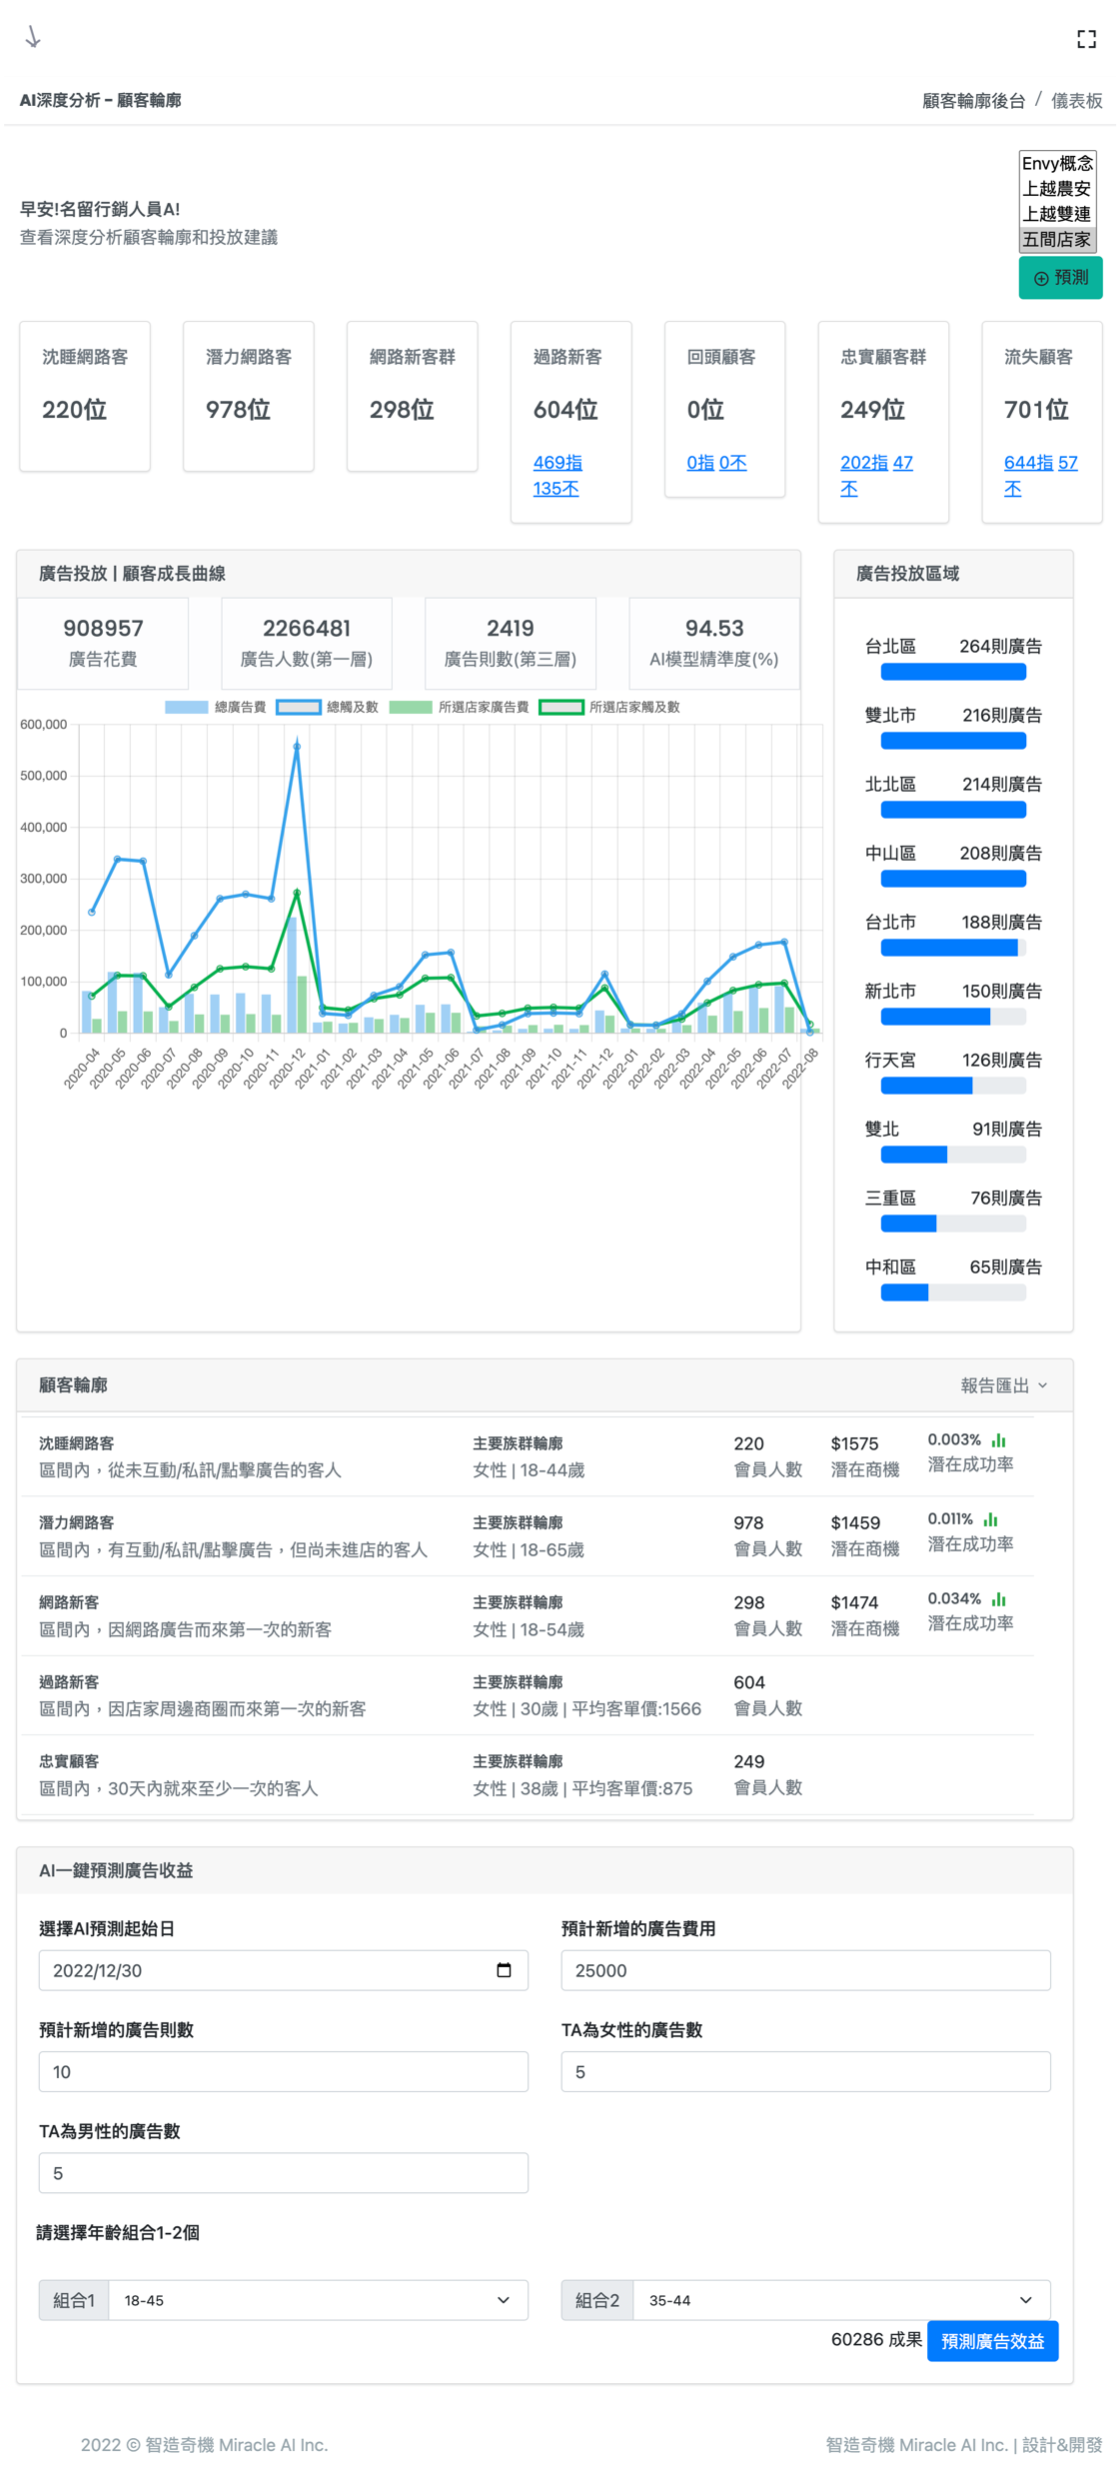 AI深度分析 - 顧客輪廓
顧客輪廓後台 / 儀表板
Envy概念
上越農安
上越雙連
五間店家
早安!名留行銷人員A!
查看深度分析顧客輪廓和投放建議
預測
沈睡網路客
220位
潛力網路客
978位
網路新客群
298位
過路新客
604位
469指
135不
回頭顧客
0位
0指 0不
忠實顧客群
249位
202指 47
不
流失顧客
701位
644指 57
不
廣告投放 | 顧客成長曲線
908957
廣告花費
2266481
廣告人數(第一層)
2419
廣告則數(第三層)
94.53
AI模型精準度(%)
總廣告費 總觸及數 所選店家廣告費 所選店家觸及數
600,000
500,000
400,000
300,000
200,000
100,000
0
2020-04
2020-05
2020-06
2020-07
2020-08
2020-09
2020-10
2020-11
2020-12
2021-01
2021-02
2021-03
2021-04
2021-05
2021-06
2021-07
2021-08
2021-09
2021-10
2021-11
2021-12
2022-01
2022-02
2022-03
2022-04
2022-05
2022-06
2022-07
2022-08
廣告投放區域
台北區 264則廣告
雙北市 216則廣告
北北區 214則廣告
中山區 208則廣告
台北市 188則廣告
新北市 150則廣告
行天宮 126則廣告
雙北 91則廣告
三重區 76則廣告
中和區 65則廣告
顧客輪廓 報告匯出
沈睡網路客 主要族群輪廓 220 $1575 0.003%
區間內，從未互動/私訊/點擊廣告的客人 女性 | 18-44歲 會員人數 潛在商機 潛在成功率
潛力網路客 主要族群輪廓 978 $1459 0.011%
區間內，有互動/私訊/點擊廣告，但尚未進店的客人 女性 | 18-65歲 會員人數 潛在商機 潛在成功率
網路新客 主要族群輪廓 298 $1474 0.034%
區間內，因網路廣告而來第一次的新客 女性 | 18-54歲 會員人數 潛在商機 潛在成功率
過路新客 主要族群輪廓 604
區間內，因店家周邊商圈而來第一次的新客 女性 | 30歲 | 平均客單價:1566 會員人數
忠實顧客 主要族群輪廓 249
區間內，30天內就來至少一次的客人 女性 | 38歲 | 平均客單價:875 會員人數
AI一鍵預測廣告收益
選擇AI預測起始日 預計新增的廣告費用
2022/12/30 25000
預計新增的廣告則數 TA為女性的廣告數
10 5
TA為男性的廣告數
5
請選擇年齡組合1-2個
組合1 18-45 組合2 35-44
60286 成果 預測廣告效益
2022 © 智造奇機 Miracle AI Inc. 智造奇機 Miracle AI Inc. | 設計&開發